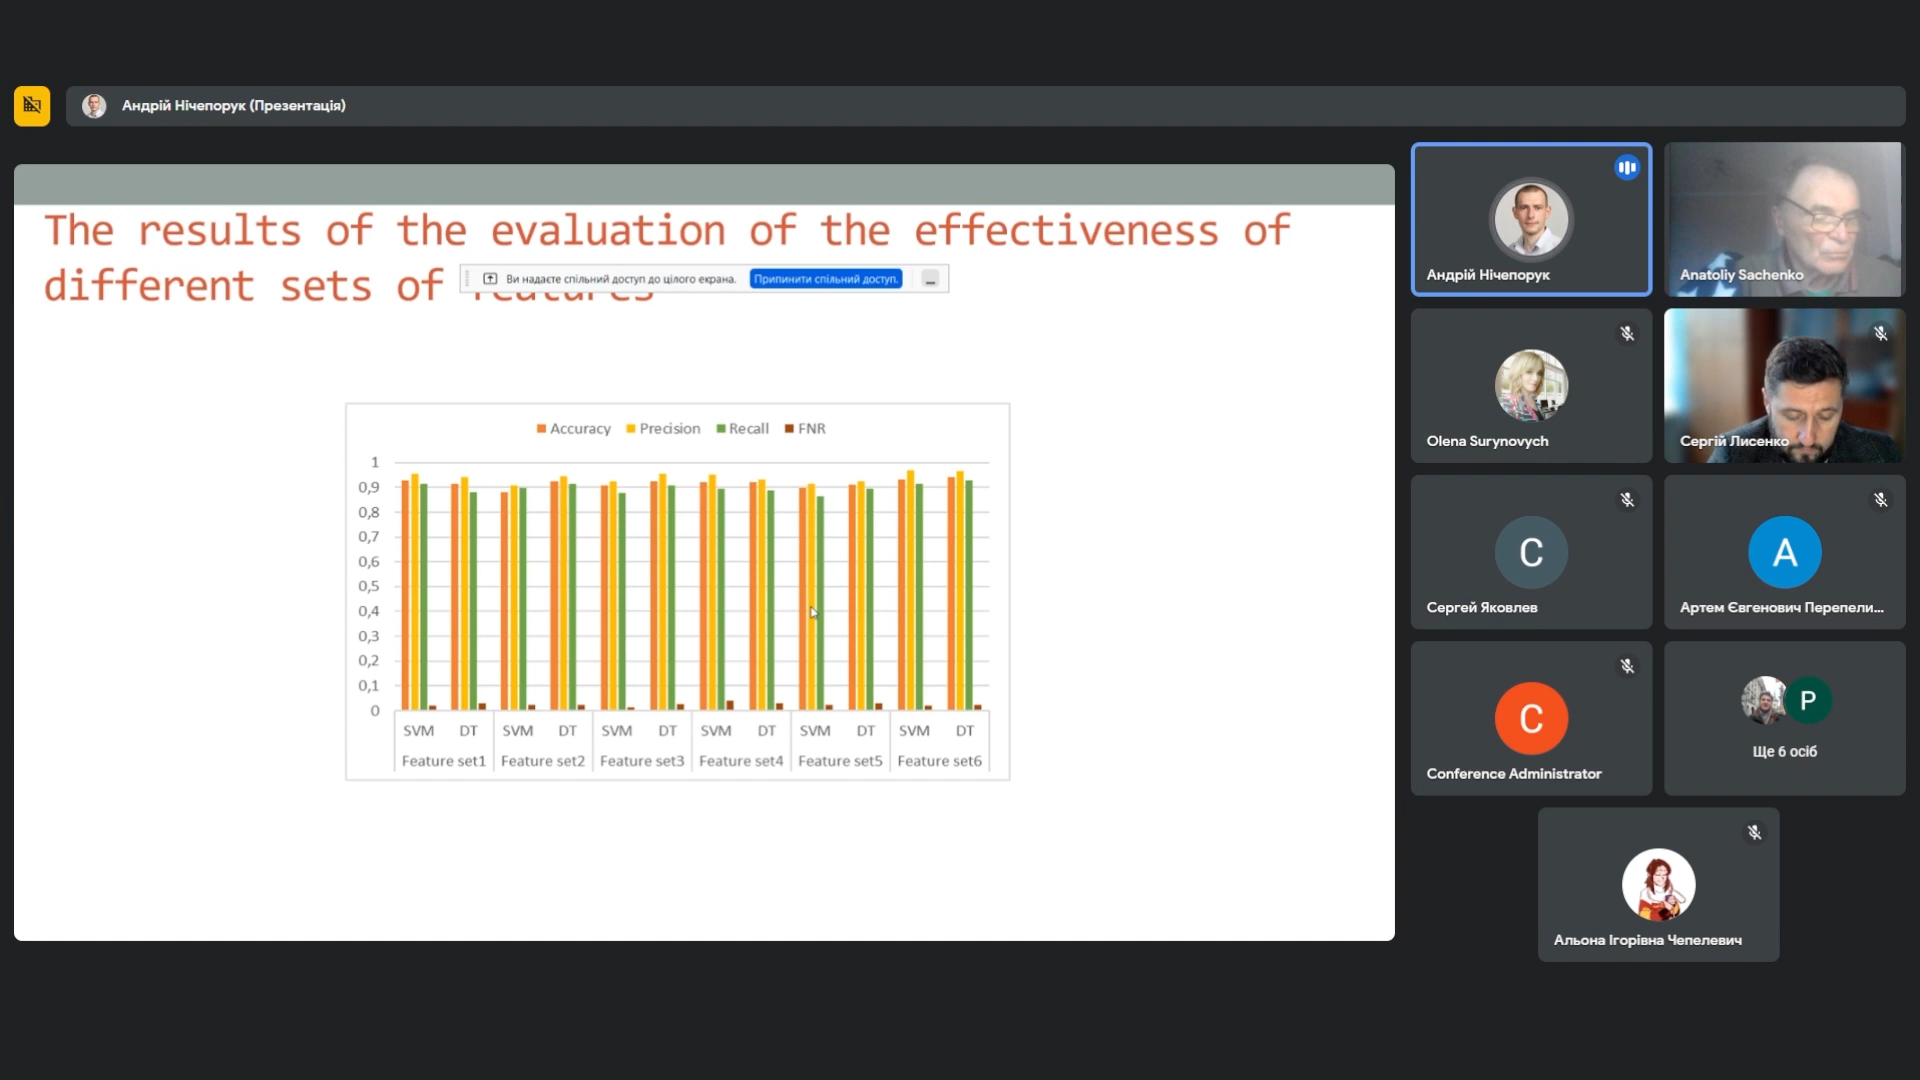 Андрій Нічепорук (Презентація)
The results of the evaluation of the effectiveness of
different sets of features
Ви надаєте спільний доступ до цілого екрана. Припинити спільний доступ.
Accuracy Precision Recall FNR
1
0,9
0,8
0,7
0,6
0,5
0,4
0,3
0,2
0,1
0
SVM DT SVM DT SVM DT SVM DT SVM DT SVM DT
Feature set1 Feature set2 Feature set3 Feature set4 Feature set5 Feature set6
Андрій Нічепорук
Anatoliy Sachenko
Olena Surynovych
Сергій Лисенко
С
Сергей Яковлев
А
Артем Євгенович Перепели...
C
Conference Administrator
P
Ще 6 осіб
Альона Ігорівна Чепелевич